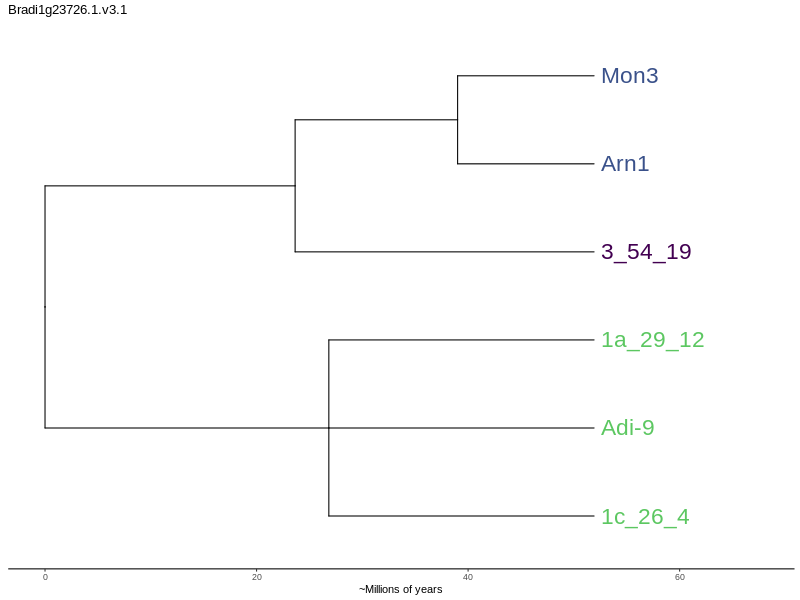 Bradi1g23726.1.v3.1
Mon3
Arn1
3_54_19
1a_29_12
Adi-9
1c_26_4
0 20 40 60
~Millions of years